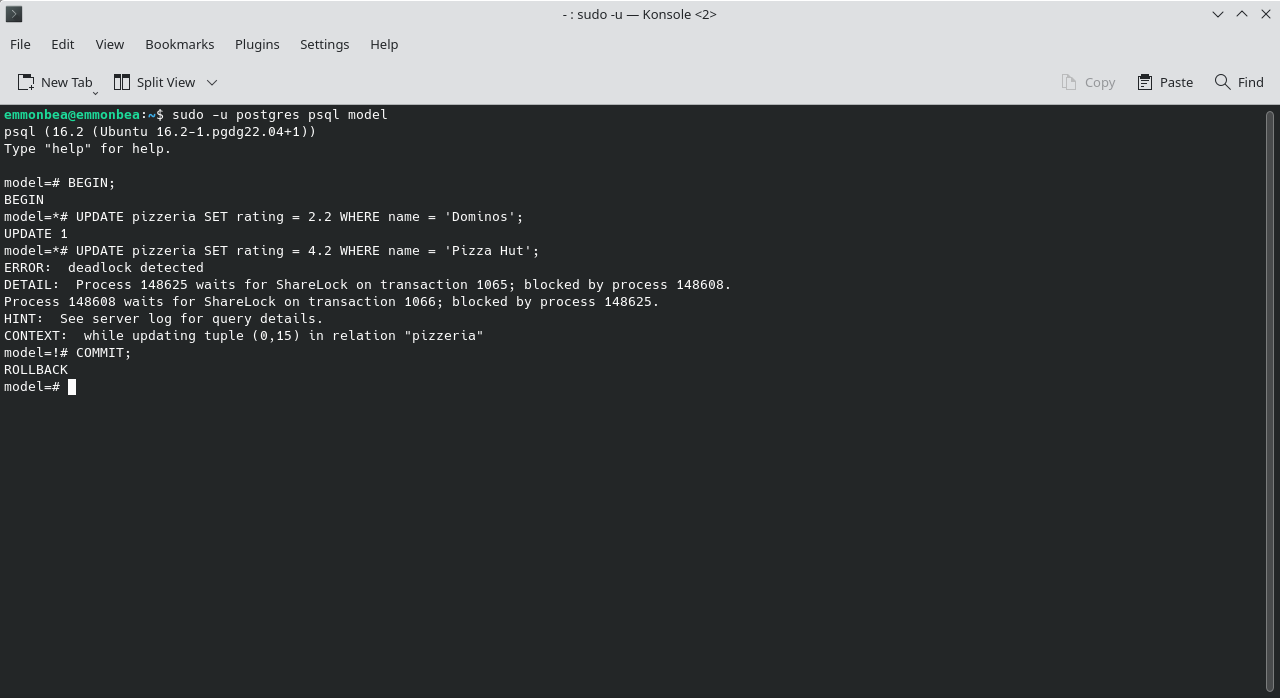 - : sudo -u — Konsole <2>
File Edit View Bookmarks Plugins Settings Help
New Tab Split View Copy Paste Find
emmonbea@emmonbea:~$ sudo -u postgres psql model
psql (16.2 (Ubuntu 16.2-1.pgdg22.04+1))
Type "help" for help.
model=# BEGIN;
BEGIN
model=*# UPDATE pizzeria SET rating = 2.2 WHERE name = 'Dominos';
UPDATE 1
model=*# UPDATE pizzeria SET rating = 4.2 WHERE name = 'Pizza Hut';
ERROR:  deadlock detected
DETAIL:  Process 148625 waits for ShareLock on transaction 1065; blocked by process 148608.
Process 148608 waits for ShareLock on transaction 1066; blocked by process 148625.
HINT:  See server log for query details.
CONTEXT:  while updating tuple (0,15) in relation "pizzeria"
model=!# COMMIT;
ROLLBACK
model=#